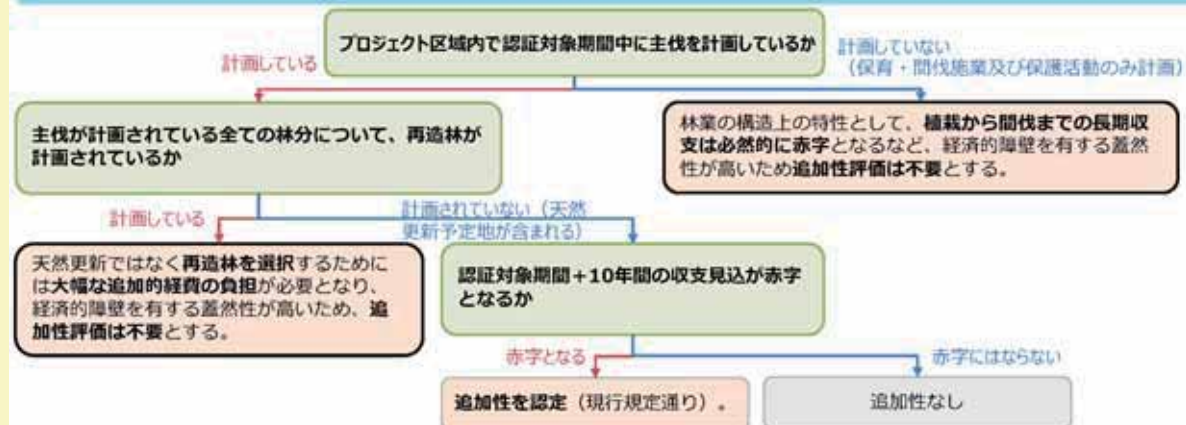 プロジェクト区域内で認証対象期間中に主伐を計画しているか
計画している
計画していない
（保育・間伐施業及び保護活動のみ計画）
主伐が計画されている全ての林分について、再造林が
計画されているか
林業の構造上の特性として、植栽から間伐までの長期収
支は必然的に赤字となるなど、経済的障壁を有する蓋然
性が高いため追加性評価は不要とする。
計画している
計画されていない（天然
更新予定地が含まれる）
天然更新ではなく再造林を選択するためには
は大幅な追加的経費の負担が必要となり、
経済的障壁を有する蓋然性が高いため、追
加性評価は不要とする。
認証対象期間＋10年間の収支見込が赤字
となるか
赤字となる
赤字にはならない
追加性を認定（現行規定通り）。
追加性なし